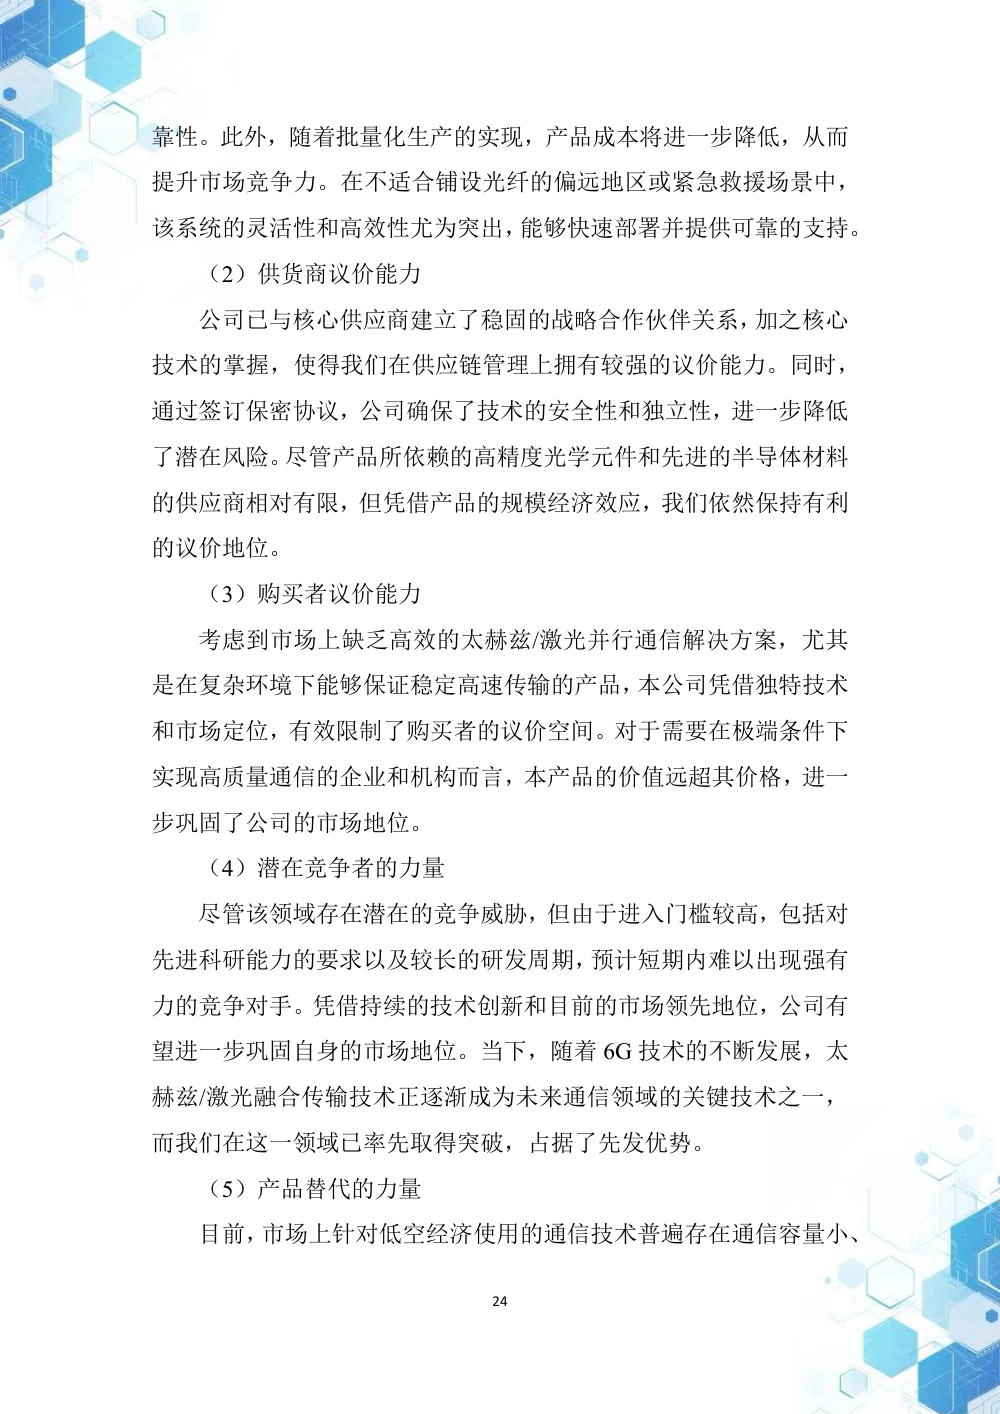 靠性。此外，随着批量化生产的实现，产品成本将进一步降低，从而
提升市场竞争力。在不适合铺设光纤的偏远地区或紧急救援场景中，
该系统的灵活性和高效性尤为突出，能够快速部署并提供可靠的支持。
（2）供货商议价能力
公司已与核心供应商建立了稳固的战略合作伙伴关系，加之核心
技术的掌握，使得我们在供应链管理上拥有较强的议价能力。同时，
通过签订保密协议，公司确保了技术的安全性和独立性，进一步降低
了潜在风险。尽管产品所依赖的高精度光学元件和先进的半导体材料
的供应商相对有限，但凭借产品的规模经济效应，我们依然保持有利
的议价地位。
（3）购买者议价能力
考虑到市场上缺乏高效的太赫兹/激光并行通信解决方案，尤其
是在复杂环境下能够保证稳定高速传输的产品，本公司凭借独特技术
和市场定位，有效限制了购买者的议价空间。对于需要在极端条件下
实现高质量通信的企业和机构而言，本产品的价值远超其价格，进一
步巩固了公司的市场地位。
（4）潜在竞争者的力量
尽管该领域存在潜在的竞争威胁，但由于进入门槛较高，包括对
先进科研能力的要求以及较长的研发周期，预计短期内难以出现强有
力的竞争对手。凭借持续的技术创新和目前的市场领先地位，公司有
望进一步巩固自身的市场地位。当下，随着 6G 技术的不断发展，太
赫兹/激光融合传输技术正逐渐成为未来通信领域的关键技术之一，
而我们在这一领域已率先取得突破，占据了先发优势。
（5）产品替代的力量
目前，市场上针对低空经济使用的通信技术普遍存在通信容量小、
24